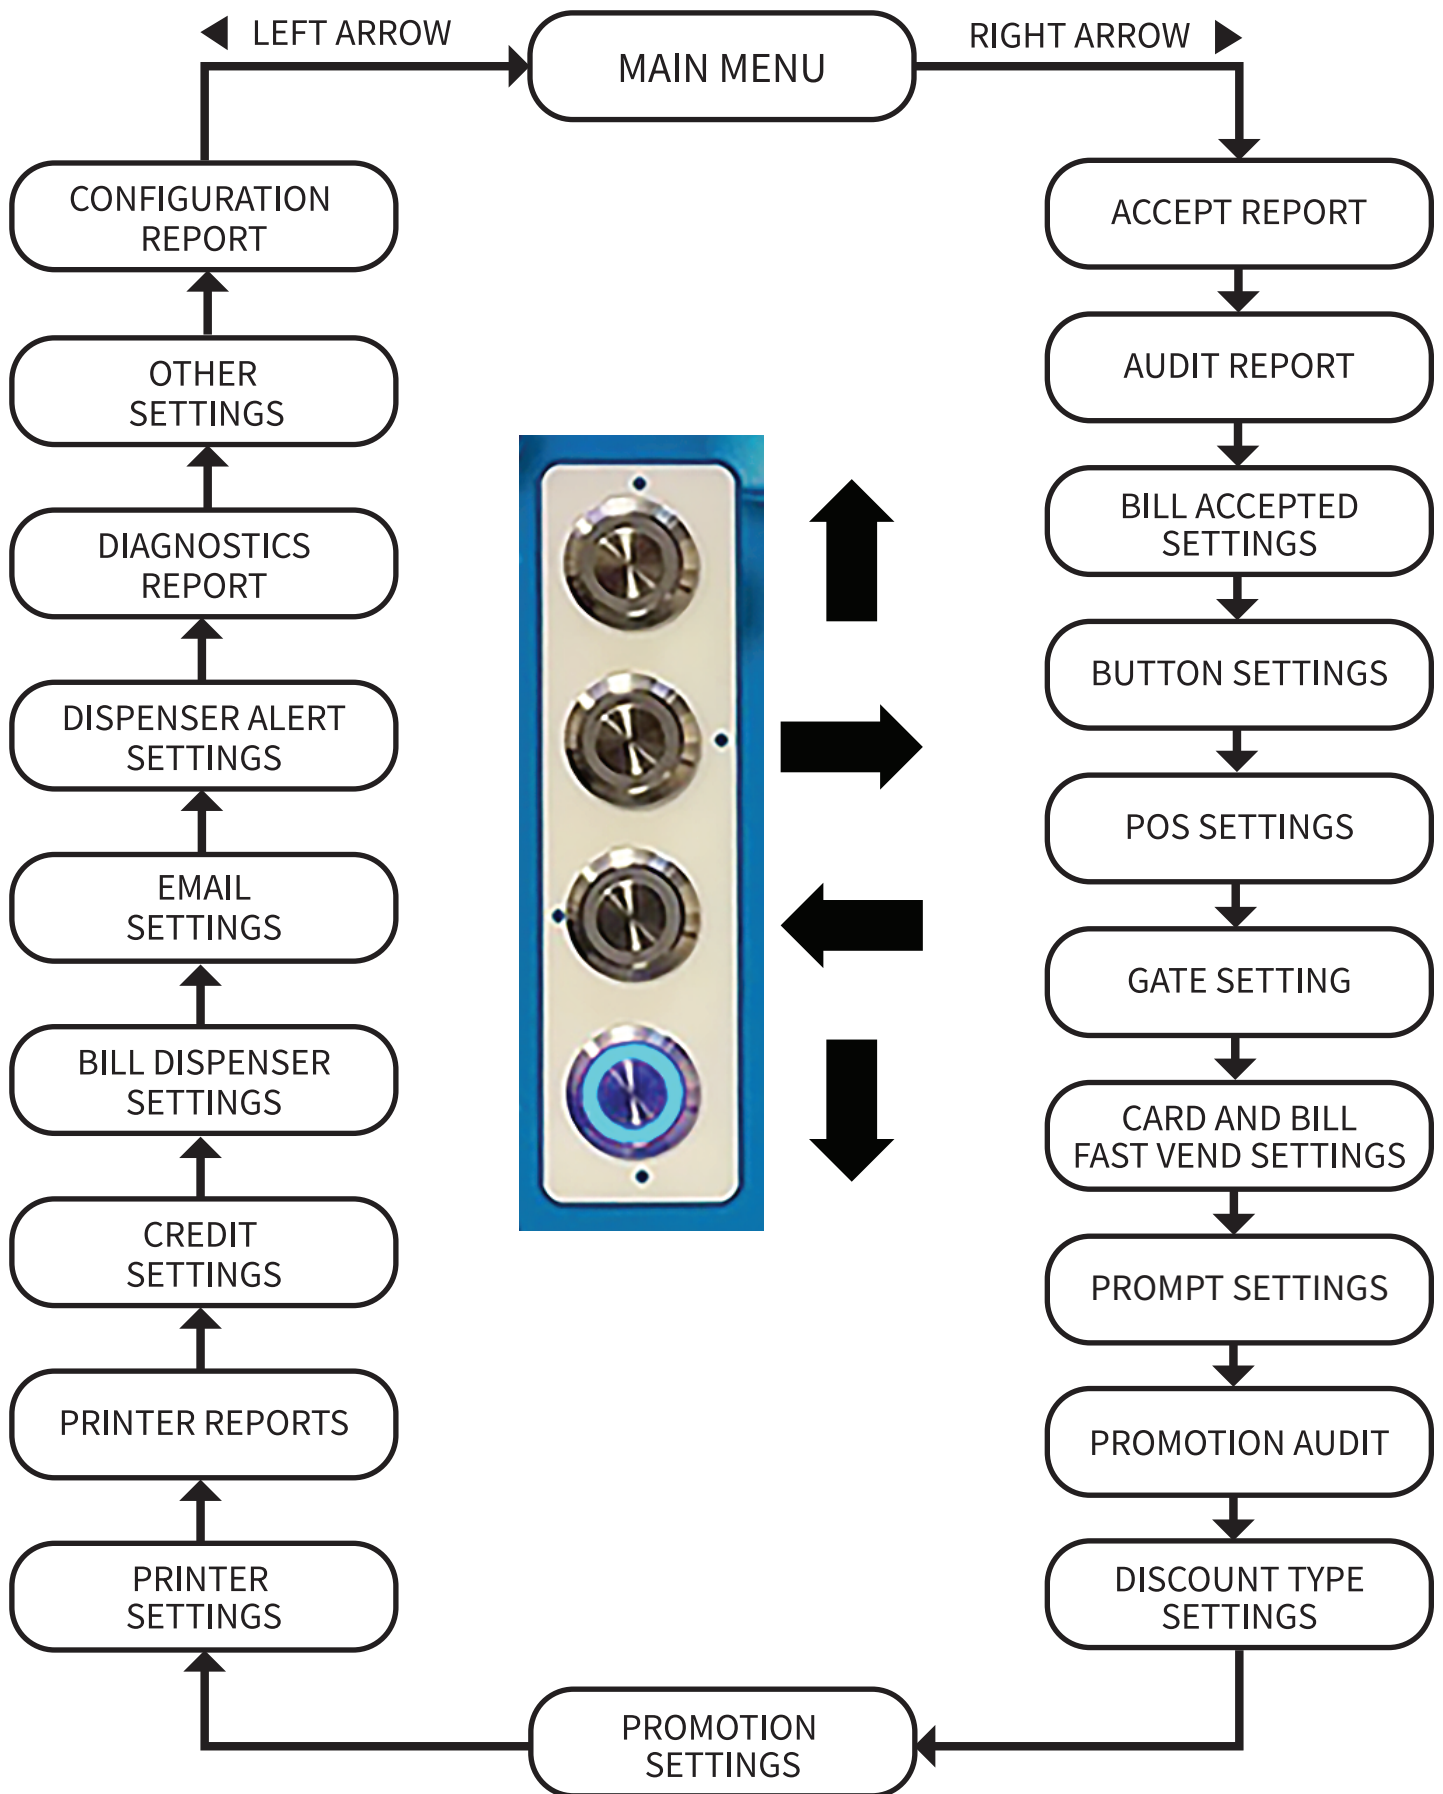 LEFT ARROW
MAIN MENU
RIGHT ARROW
ACCEPT REPORT
AUDIT REPORT
BILL ACCEPTED
SETTINGS
BUTTON SETTINGS
POS SETTINGS
GATE SETTING
CARD AND BILL
FAST VEND SETTINGS
PROMPT SETTINGS
PROMOTION AUDIT
DISCOUNT TYPE
SETTINGS
PROMOTION
SETTINGS
PRINTER
SETTINGS
PRINTER REPORTS
CREDIT
SETTINGS
BILL DISPENSER
SETTINGS
EMAIL
SETTINGS
DISPENSER ALERT
SETTINGS
DIAGNOSTICS
REPORT
OTHER
SETTINGS
CONFIGURATION
REPORT